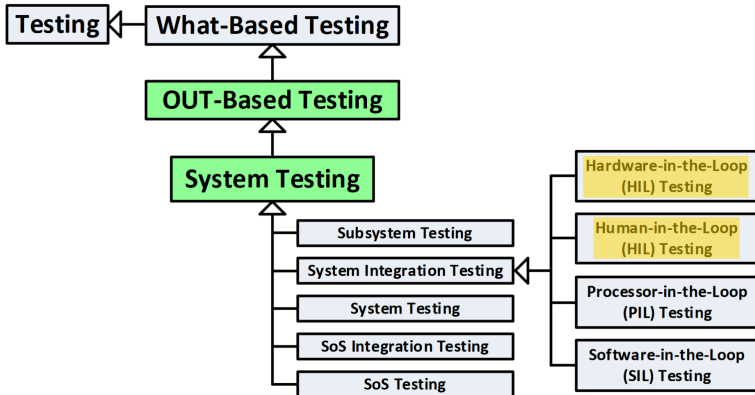 Testing
What-Based Testing
OUT-Based Testing
System Testing
Subsystem Testing
System Integration Testing
System Testing
SoS Integration Testing
SoS Testing
Hardware-in-the-Loop
(HIL) Testing
Human-in-the-Loop
(HIL) Testing
Processor-in-the-Loop
(PIL) Testing
Software-in-the-Loop
(SIL) Testing